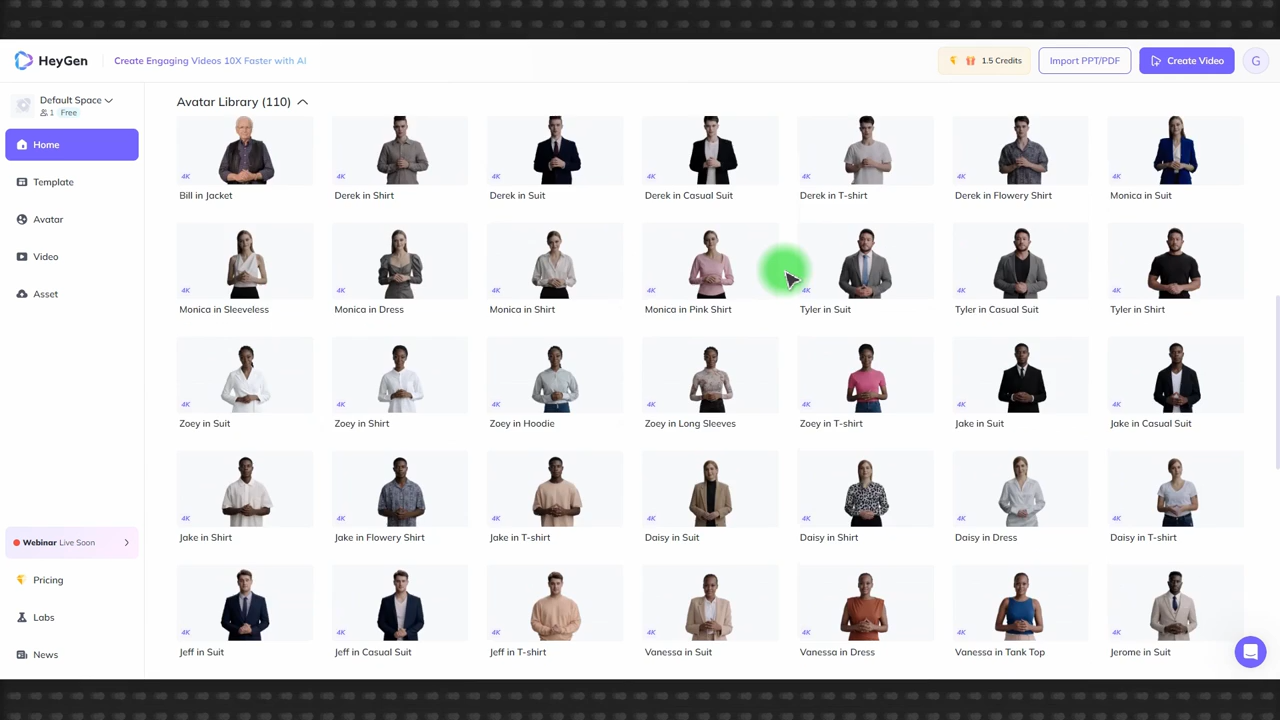 HeyGen
Create Engaging Videos 10X Faster with AI
1.5 Credits
Import PPT/PDF
Create Video
G
Default Space
1 Free
Home
Template
Avatar
Video
Asset
Webinar Live Soon
Pricing
Labs
News
Avatar Library (110)
4K 4K 4K 4K 4K 4K 4K
Bill in Jacket Derek in Shirt Derek in Suit Derek in Casual Suit Derek in T-shirt Derek in Flowery Shirt Monica in Suit
4K 4K 4K 4K 4K 4K 4K
Monica in Sleeveless Monica in Dress Monica in Shirt Monica in Pink Shirt Tyler in Suit Tyler in Casual Suit Tyler in Shirt
4K 4K 4K 4K 4K 4K 4K
Zoey in Suit Zoey in Shirt Zoey in Hoodie Zoey in Long Sleeves Zoey in T-shirt Jake in Suit Jake in Casual Suit
4K 4K 4K 4K 4K 4K 4K
Jake in Shirt Jake in Flowery Shirt Jake in T-shirt Daisy in Suit Daisy in Shirt Daisy in Dress Daisy in T-shirt
4K 4K 4K 4K 4K 4K 4K
Jeff in Suit Jeff in Casual Suit Jeff in T-shirt Vanessa in Suit Vanessa in Dress Vanessa in Tank Top Jerome in Suit